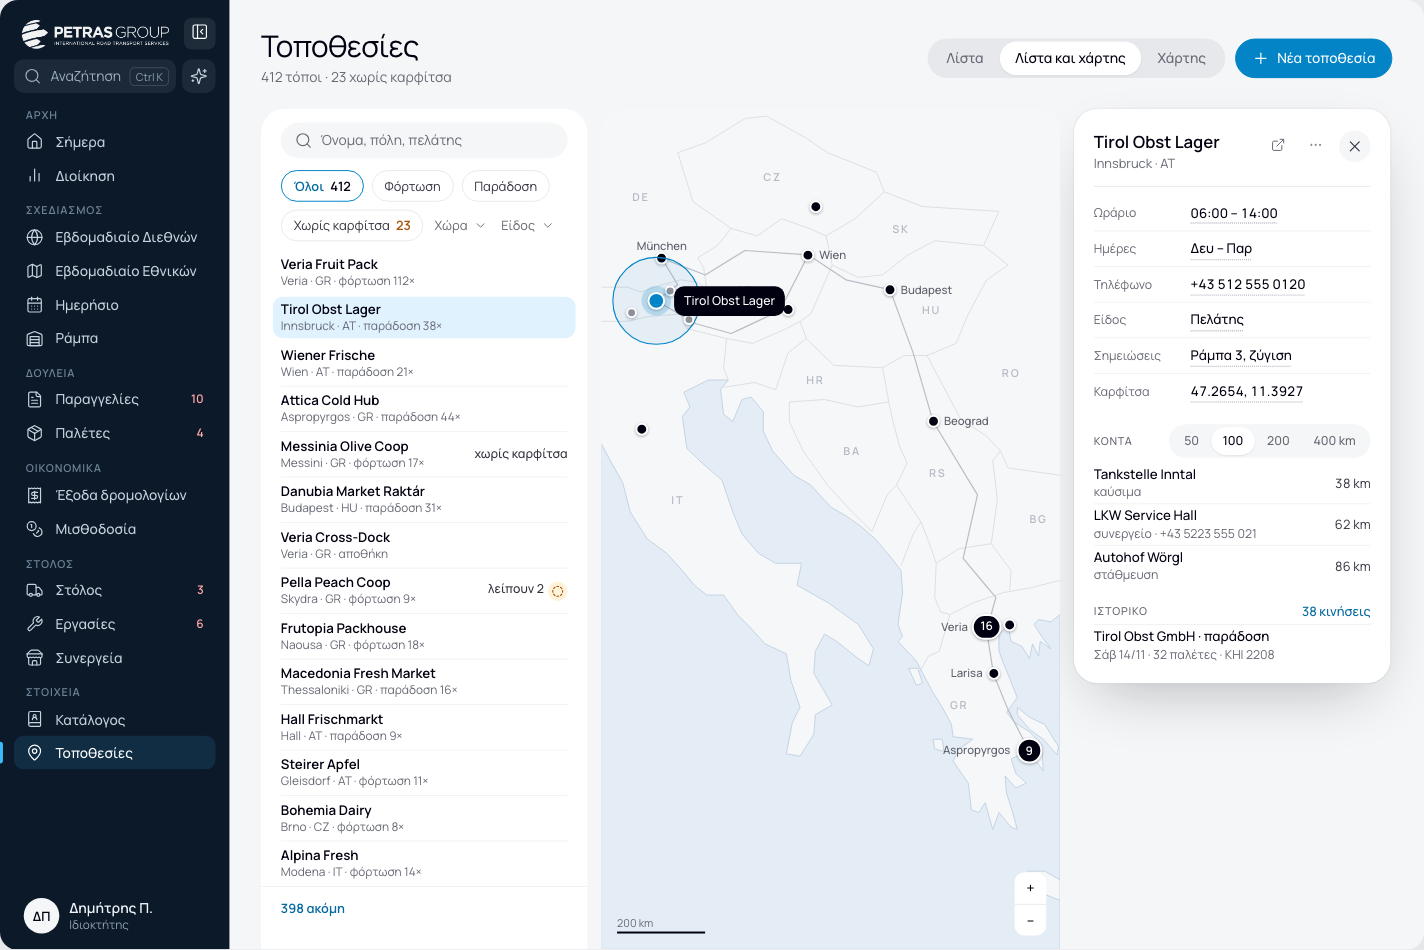 PETRAS GROUP
INTERNATIONAL ROAD TRANSPORT SERVICES
Αναζήτηση Ctrl K
ΑΡΧΗ
Σήμερα
Διοίκηση
ΣΧΕΔΙΑΣΜΟΣ
Εβδομαδιαίο Διεθνών
Εβδομαδιαίο Εθνικών
Ημερήσιο
Ράμπα
ΔΟΥΛΕΙΑ
Παραγγελίες 10
Παλέτες 4
ΟΙΚΟΝΟΜΙΚΑ
Έξοδα δρομολογίων
Μισθοδοσία
ΣΤΟΛΟΣ
Στόλος 3
Εργασίες 6
Συνεργεία
ΣΤΟΙΧΕΙΑ
Κατάλογος
Τοποθεσίες
ΔΠ
Δημήτρης Π.
Ιδιοκτήτης
Τοποθεσίες
412 τόποι · 23 χωρίς καρφίτσα
Λίστα Λίστα και χάρτης Χάρτης
+ Νέα τοποθεσία
Όνομα, πόλη, πελάτης
Όλοι 412 Φόρτωση Παράδοση
Χωρίς καρφίτσα 23 Χώρα Είδος
Veria Fruit Pack
Veria · GR · φόρτωση 112×
Tirol Obst Lager
Innsbruck · AT · παράδοση 38×
Wiener Frische
Wien · AT · παράδοση 21×
Attica Cold Hub
Aspropyrgos · GR · παράδοση 44×
Messinia Olive Coop
Messini · GR · φόρτωση 17×
χωρίς καρφίτσα
Danubia Market Raktár
Budapest · HU · παράδοση 31×
Veria Cross-Dock
Veria · GR · αποθήκη
Pella Peach Coop
Skydra · GR · φόρτωση 9×
λείπουν 2
Frutopia Packhouse
Naousa · GR · φόρτωση 18×
Macedonia Fresh Market
Thessaloniki · GR · παράδοση 16×
Hall Frischmarkt
Hall · AT · παράδοση 9×
Steirer Apfel
Gleisdorf · AT · φόρτωση 11×
Bohemia Dairy
Brno · CZ · φόρτωση 8×
Alpina Fresh
Modena · IT · φόρτωση 14×
398 ακόμη
CZ
DE
SK
München
Wien
Budapest
Tirol Obst Lager
HU
HR
RO
Beograd
BA
RS
IT
BG
Veria 16
Larisa
GR
Aspropyrgos 9
200 km
+
−
Tirol Obst Lager
Innsbruck · AT
Ωράριο 06:00 – 14:00
Ημέρες Δευ – Παρ
Τηλέφωνο +43 512 555 0120
Είδος Πελάτης
Σημειώσεις Ράμπα 3, ζύγιση
Καρφίτσα 47.2654, 11.3927
ΚΟΝΤΑ 50 100 200 400 km
Tankstelle Inntal
καύσιμα
38 km
LKW Service Hall
συνεργείο · +43 5223 555 021
62 km
Autohof Wörgl
στάθμευση
86 km
ΙΣΤΟΡΙΚΟ 38 κινήσεις
Tirol Obst GmbH · παράδοση
Σάβ 14/11 · 32 παλέτες · ΚΗΙ 2208